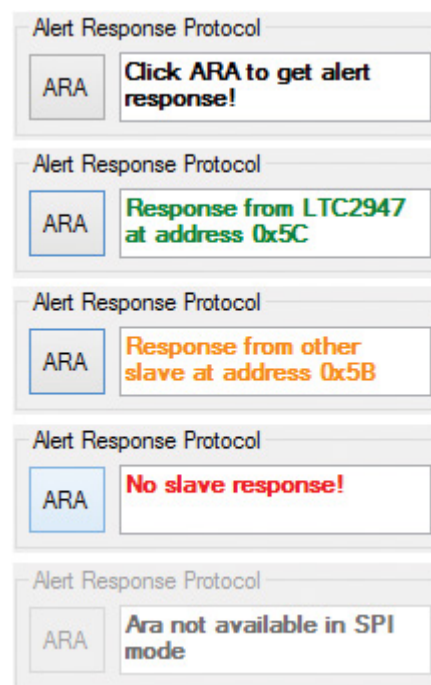 Alert Response Protocol
ARA
Click ARA to get alert
response!
Alert Response Protocol
ARA
Response from LTC2947
at address 0x5C
Alert Response Protocol
ARA
Response from other
slave at address 0x5B
Alert Response Protocol
ARA
No slave response!
Alert Response Protocol
ARA
Ara not available in SPI
mode